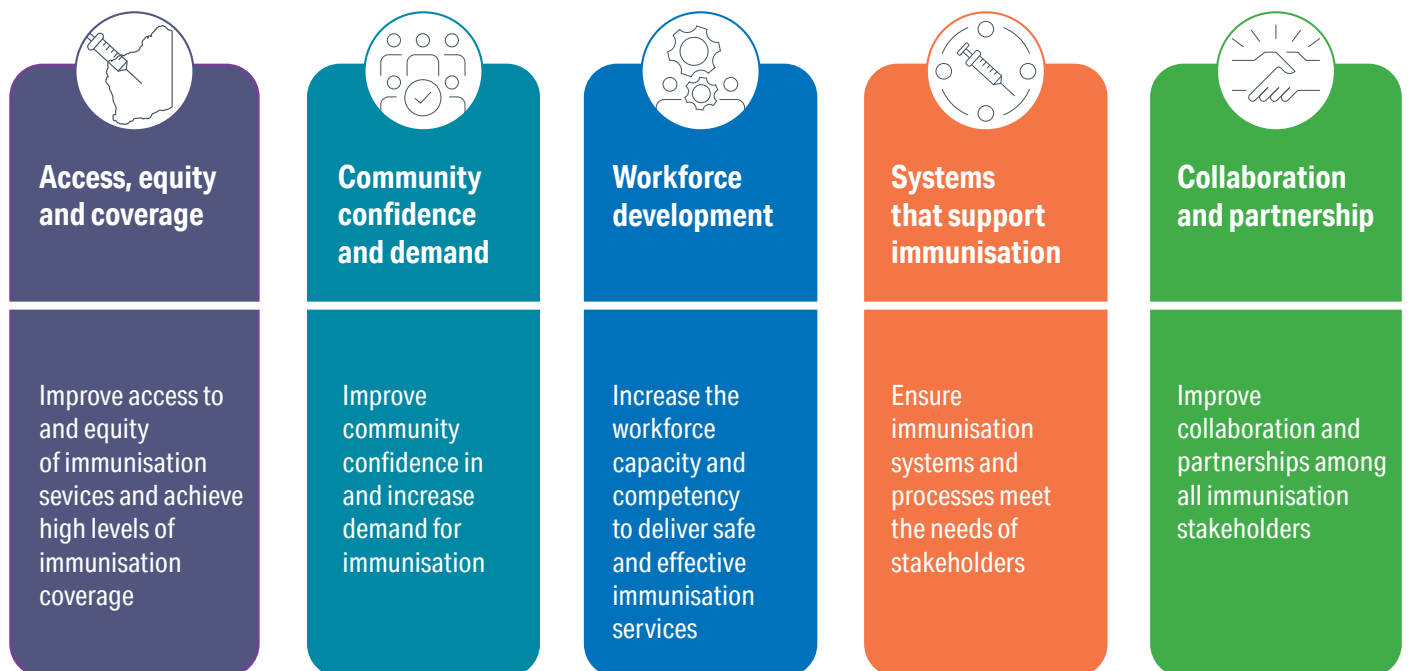 Access, equity
and coverage
Improve access to
and equity
of immunisation
sevices and achieve
high levels of
immunisation
coverage
Community
confidence
and demand
Improve
community
confidence in
and increase
demand for
immunisation
Workforce
development
Increase the
workforce
capacity and
competency
to deliver safe
and effective
immunisation
services
Systems
that support
immunisation
Ensure
immunisation
systems and
processes meet
the needs of
stakeholders
Collaboration
and partnership
Improve
collaboration and
partnerships among
all immunisation
stakeholders